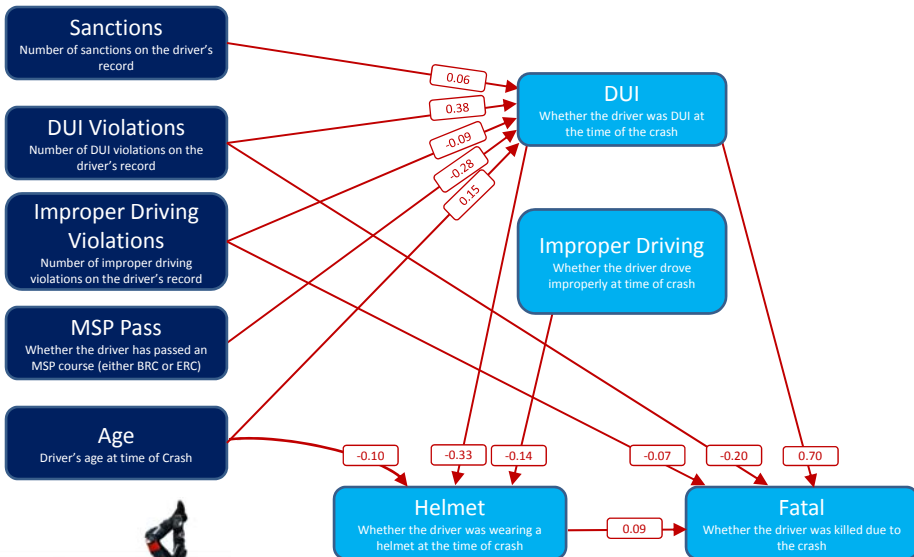 Sanctions
Number of sanctions on the driver's
record
DUI Violations
Number of DUI violations on the
driver's record
Improper Driving
Violations
Number of improper driving
violations on the driver's record
MSP Pass
Whether the driver has passed an
MSP course (either BRC or ERC)
Age
Driver's age at time of Crash
0.06
0.38
-0.09
-0.28
0.15
DUI
Whether the driver was DUI at
the time of the crash
Improper Driving
Whether the driver drove
improperly at time of crash
-0.10
-0.33
-0.14
-0.07
-0.20
0.70
Helmet
Whether the driver was wearing a
helmet at the time of crash
0.09
Fatal
Whether the driver was killed due to
the crash